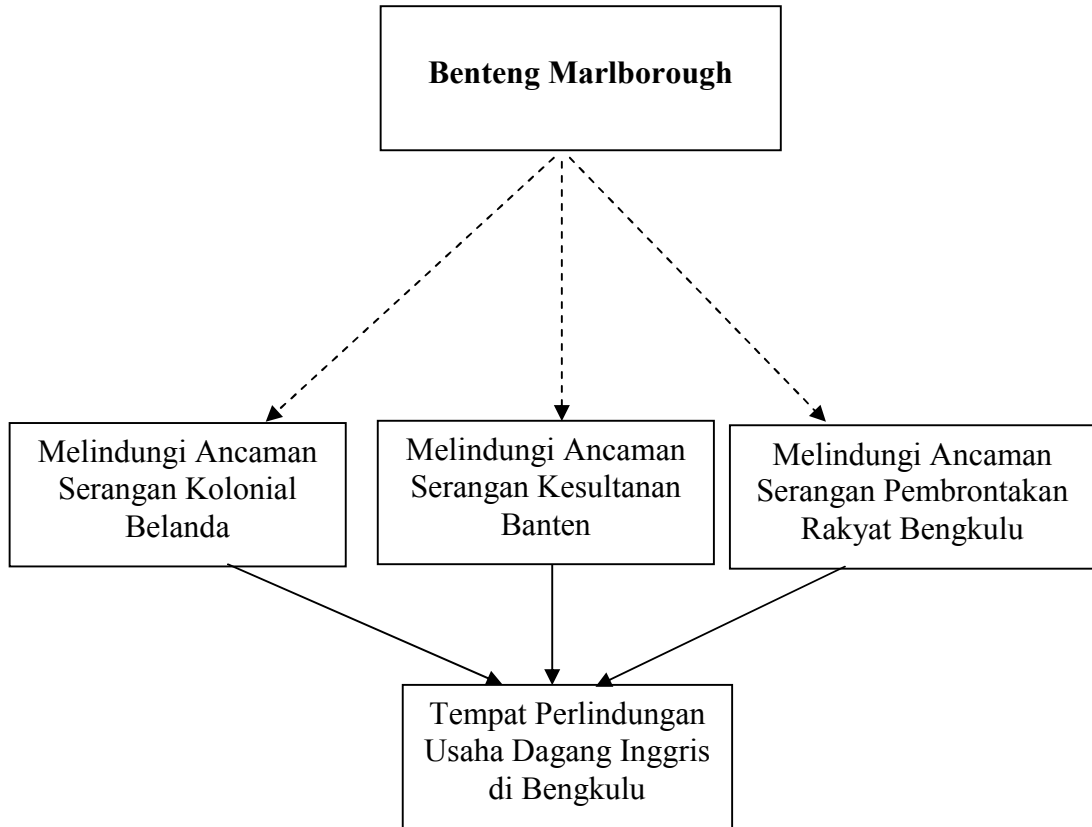 Benteng Marlborough
Melindungi Ancaman
Serangan Kolonial
Belanda
Melindungi Ancaman
Serangan Kesultanan
Banten
Melindungi Ancaman
Serangan Pembrontakan
Rakyat Bengkulu
Tempat Perlindungan
Usaha Dagang Inggris
di Bengkulu